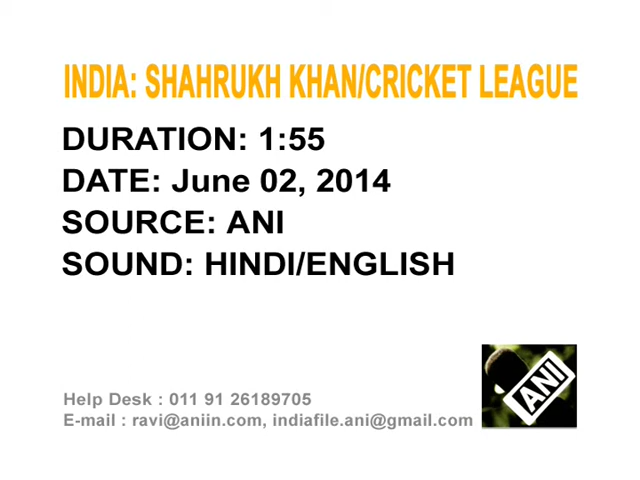 INDIA: SHAHRUKH KHAN/CRICKET LEAGUE
DURATION: 1:55
DATE: June 02, 2014
SOURCE: ANI
SOUND: HINDI/ENGLISH
ANI
Help Desk : 011 91 26189705
E-mail : ravi@aniin.com, indiafile.ani@gmail.com